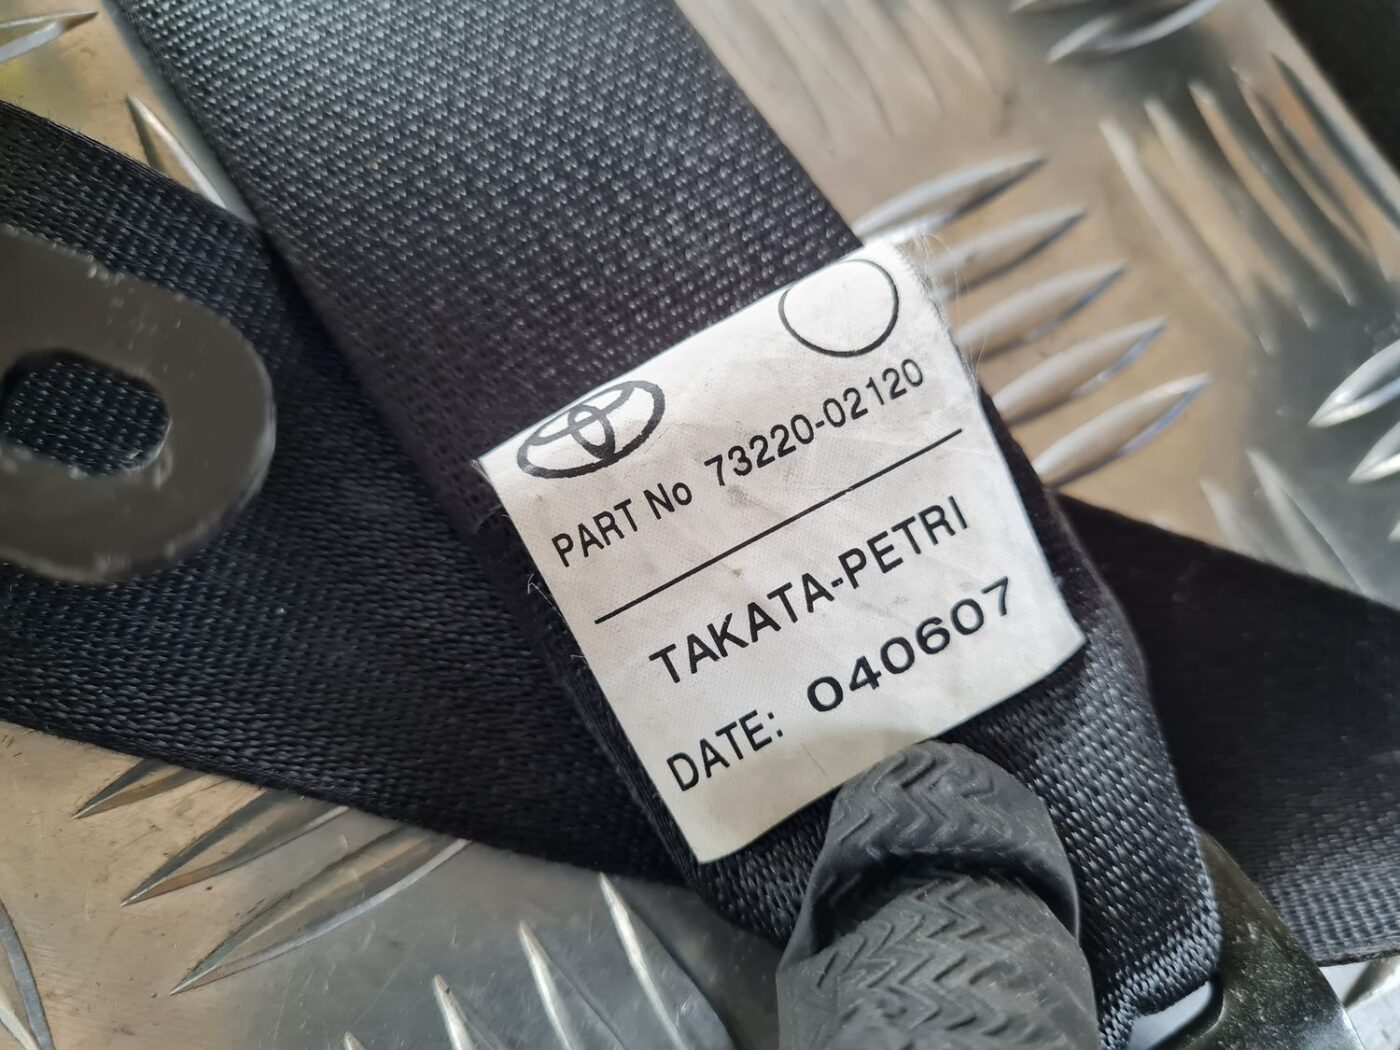 PART No 73220-02120
TAKATA-PETRI
DATE: 040607